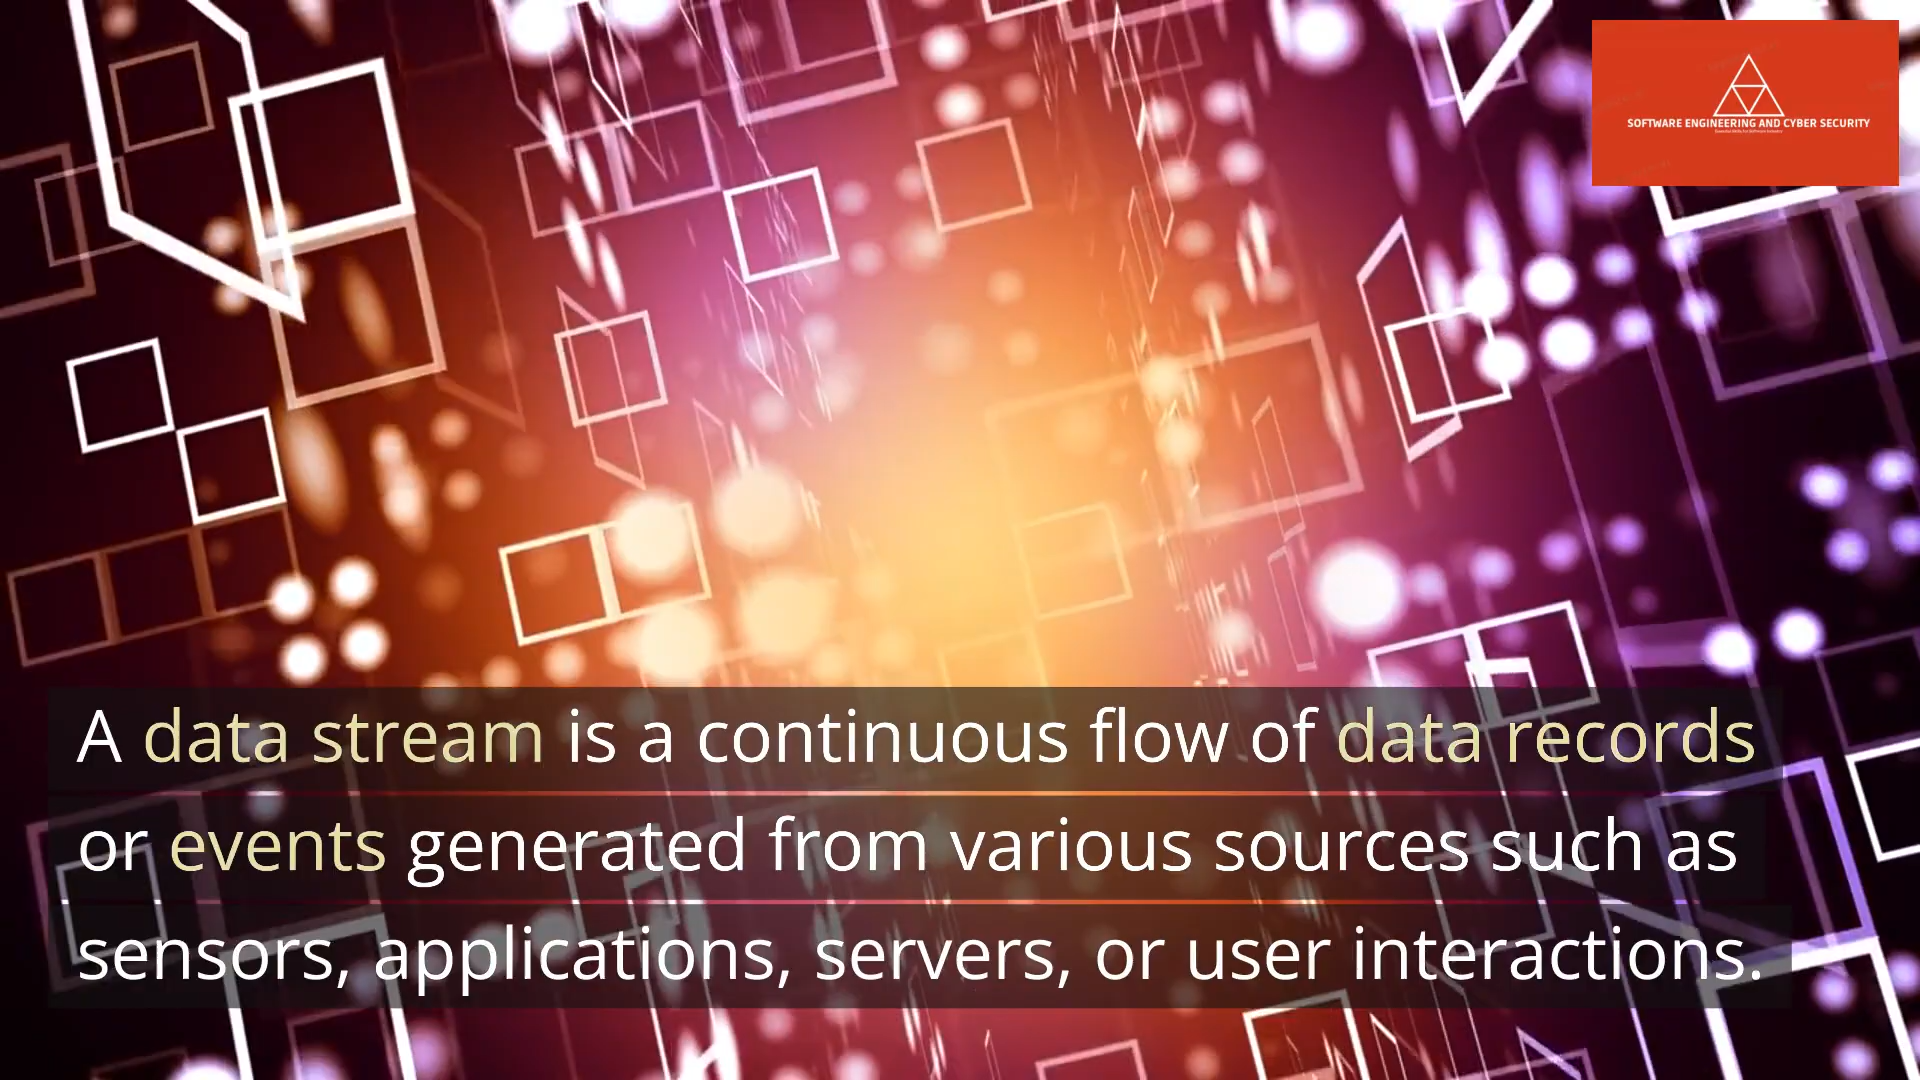 SOFTWARE ENGINEERING AND CYBER SECURITY
A data stream is a continuous flow of data records
or events generated from various sources such as
sensors, applications, servers, or user interactions.